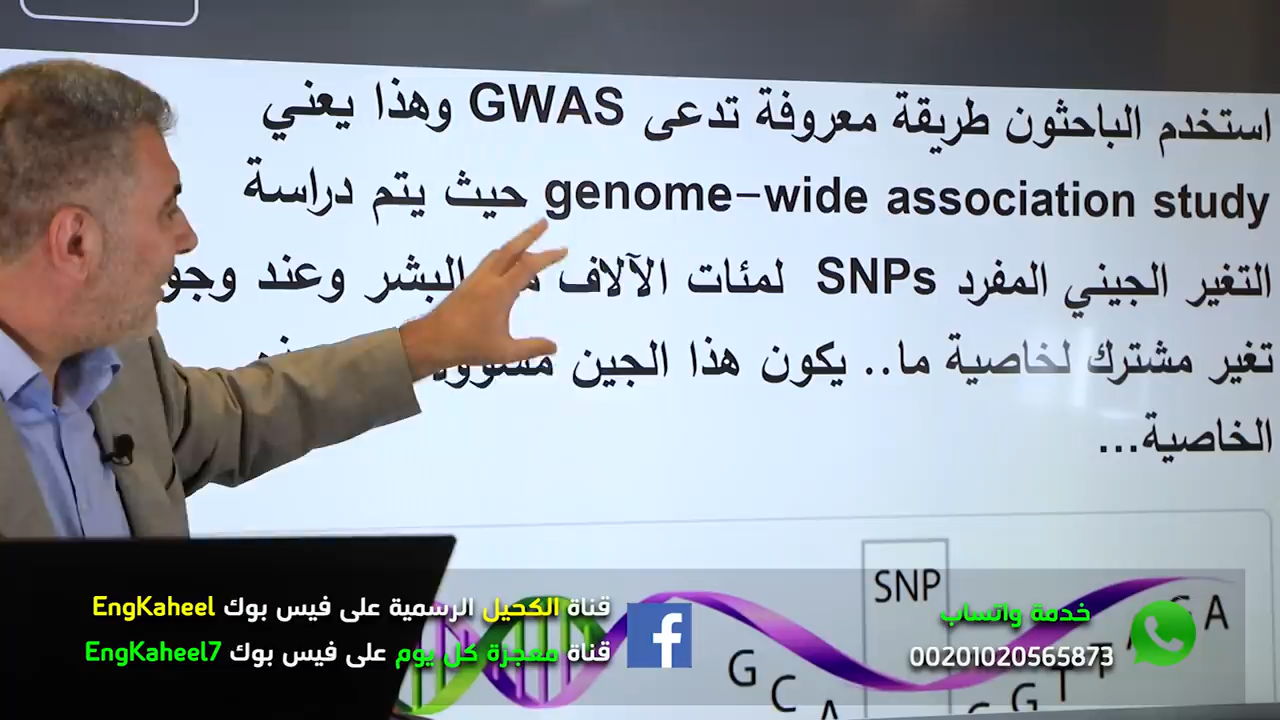 استخدم الباحثون طريقة معروفة تدعى GWAS وهذا يعني
genome-wide association study حيث يتم دراسة
التغير الجيني المفرد SNPs لمئات الآلاف البشر وعند
تغير مشترك لخاصية ما.. يكون هذا الجين
الخاصية...
SNP
G C A
G T T A G A
قناة الكحيل الرسمية على فيس بوك EngKaheel
قناة معجزة كل يوم على فيس بوك EngKaheel7
خدمة واتساب
00201020565873